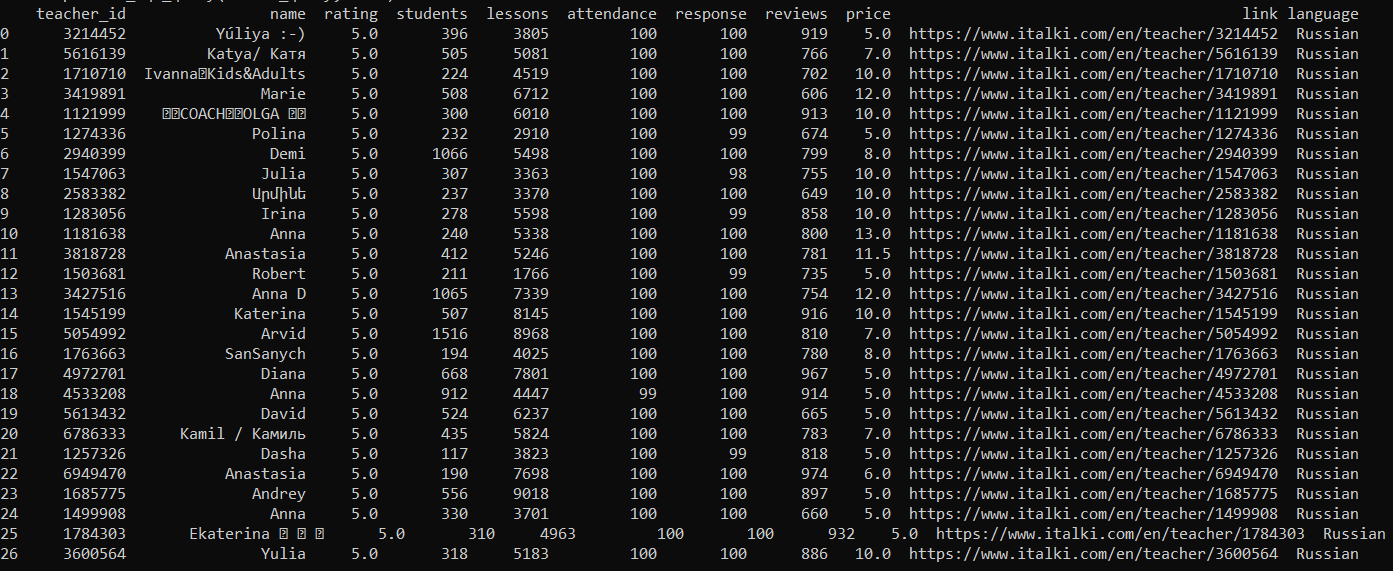 teacher_id name rating students lessons attendance response reviews price link language
0 3214452 Yúliya :-) 5.0 396 3805 100 100 919 5.0 https://www.italki.com/en/teacher/3214452 Russian
1 5616139 Katya/ Катя 5.0 505 5081 100 100 766 7.0 https://www.italki.com/en/teacher/5616139 Russian
2 1710710 Ivanna⍰Kids&Adults 5.0 224 4519 100 100 702 10.0 https://www.italki.com/en/teacher/1710710 Russian
3 3419891 Marie 5.0 508 6712 100 100 606 12.0 https://www.italki.com/en/teacher/3419891 Russian
4 1121999 ⍰⍰COACH⍰⍰OLGA ⍰⍰ 5.0 300 6010 100 100 913 10.0 https://www.italki.com/en/teacher/1121999 Russian
5 1274336 Polina 5.0 232 2910 100 99 674 5.0 https://www.italki.com/en/teacher/1274336 Russian
6 2940399 Demi 5.0 1066 5498 100 100 799 8.0 https://www.italki.com/en/teacher/2940399 Russian
7 1547063 Julia 5.0 307 3363 100 98 755 10.0 https://www.italki.com/en/teacher/1547063 Russian
8 2583382 Արմինե 5.0 237 3370 100 100 649 10.0 https://www.italki.com/en/teacher/2583382 Russian
9 1283056 Irina 5.0 278 5598 100 99 858 10.0 https://www.italki.com/en/teacher/1283056 Russian
10 1181638 Anna 5.0 240 5338 100 100 800 13.0 https://www.italki.com/en/teacher/1181638 Russian
11 3818728 Anastasia 5.0 412 5246 100 100 781 11.5 https://www.italki.com/en/teacher/3818728 Russian
12 1503681 Robert 5.0 211 1766 100 99 735 5.0 https://www.italki.com/en/teacher/1503681 Russian
13 3427516 Anna D 5.0 1065 7339 100 100 754 12.0 https://www.italki.com/en/teacher/3427516 Russian
14 1545199 Katerina 5.0 507 8145 100 100 916 10.0 https://www.italki.com/en/teacher/1545199 Russian
15 5054992 Arvid 5.0 1516 8968 100 100 810 7.0 https://www.italki.com/en/teacher/5054992 Russian
16 1763663 SanSanych 5.0 194 4025 100 100 780 8.0 https://www.italki.com/en/teacher/1763663 Russian
17 4972701 Diana 5.0 668 7801 100 100 967 5.0 https://www.italki.com/en/teacher/4972701 Russian
18 4533208 Anna 5.0 912 4447 99 100 914 5.0 https://www.italki.com/en/teacher/4533208 Russian
19 5613432 David 5.0 524 6237 100 100 665 5.0 https://www.italki.com/en/teacher/5613432 Russian
20 6786333 Kamil / Камиль 5.0 435 5824 100 100 783 7.0 https://www.italki.com/en/teacher/6786333 Russian
21 1257326 Dasha 5.0 117 3823 100 99 818 5.0 https://www.italki.com/en/teacher/1257326 Russian
22 6949470 Anastasia 5.0 190 7698 100 100 974 6.0 https://www.italki.com/en/teacher/6949470 Russian
23 1685775 Andrey 5.0 556 9018 100 100 897 5.0 https://www.italki.com/en/teacher/1685775 Russian
24 1499908 Anna 5.0 330 3701 100 100 660 5.0 https://www.italki.com/en/teacher/1499908 Russian
25 1784303 Ekaterina ⍰ ⍰ ⍰ 5.0 310 4963 100 100 932 5.0 https://www.italki.com/en/teacher/1784303 Russian
26 3600564 Yulia 5.0 318 5183 100 100 886 10.0 https://www.italki.com/en/teacher/3600564 Russian